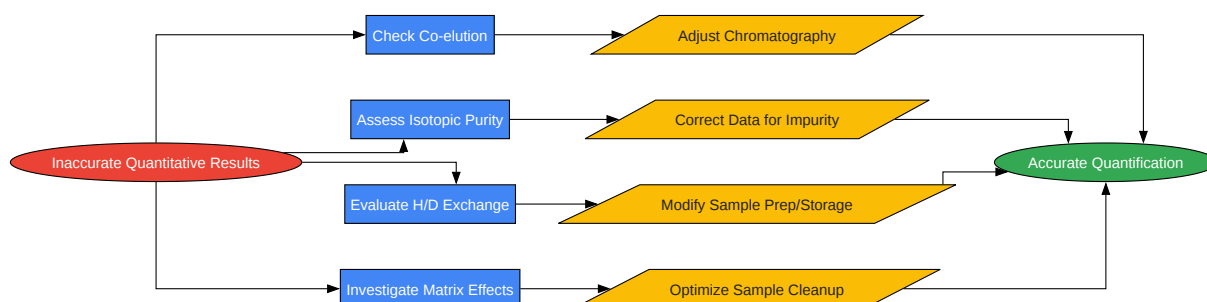 Check Co-elution
Adjust Chromatography
Assess Isotopic Purity
Correct Data for Impurity
Inaccurate Quantitative Results
Accurate Quantification
Evaluate H/D Exchange
Modify Sample Prep/Storage
Investigate Matrix Effects
Optimize Sample Cleanup